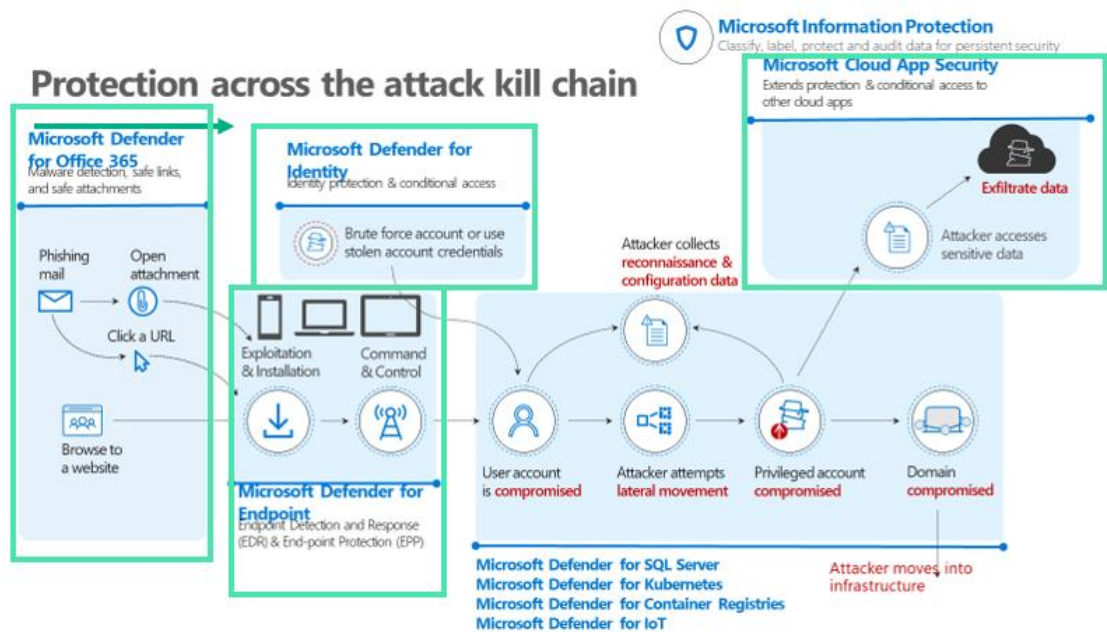 Microsoft Information Protection
Classify, label, protect and audit data for persistent security
Protection across the attack kill chain
Microsoft Cloud App Security
Extends protection & conditional access to
other cloud apps
Microsoft Defender
for Office 365
Malware detection, safe links,
and safe attachments
Microsoft Defender for
Identity
Identity protection & conditional access
Exfiltrate data
Brute force account or use
stolen account credentials
Attacker accesses
sensitive data
Attacker collects
reconnaissance &
configuration data
Phishing
mail
Open
attachment
Click a URL
Browse to
a website
Exploitation
& Installation
Command
& Control
User account
is compromised
Attacker attempts
lateral movement
Privileged account
compromised
Domain
compromised
Microsoft Defender for
Endpoint
Endpoint Detection and Response
(EDR) & End-point Protection (EPP)
Microsoft Defender for SQL Server
Microsoft Defender for Kubernetes
Microsoft Defender for Container Registries
Microsoft Defender for IoT
Attacker moves into
infrastructure